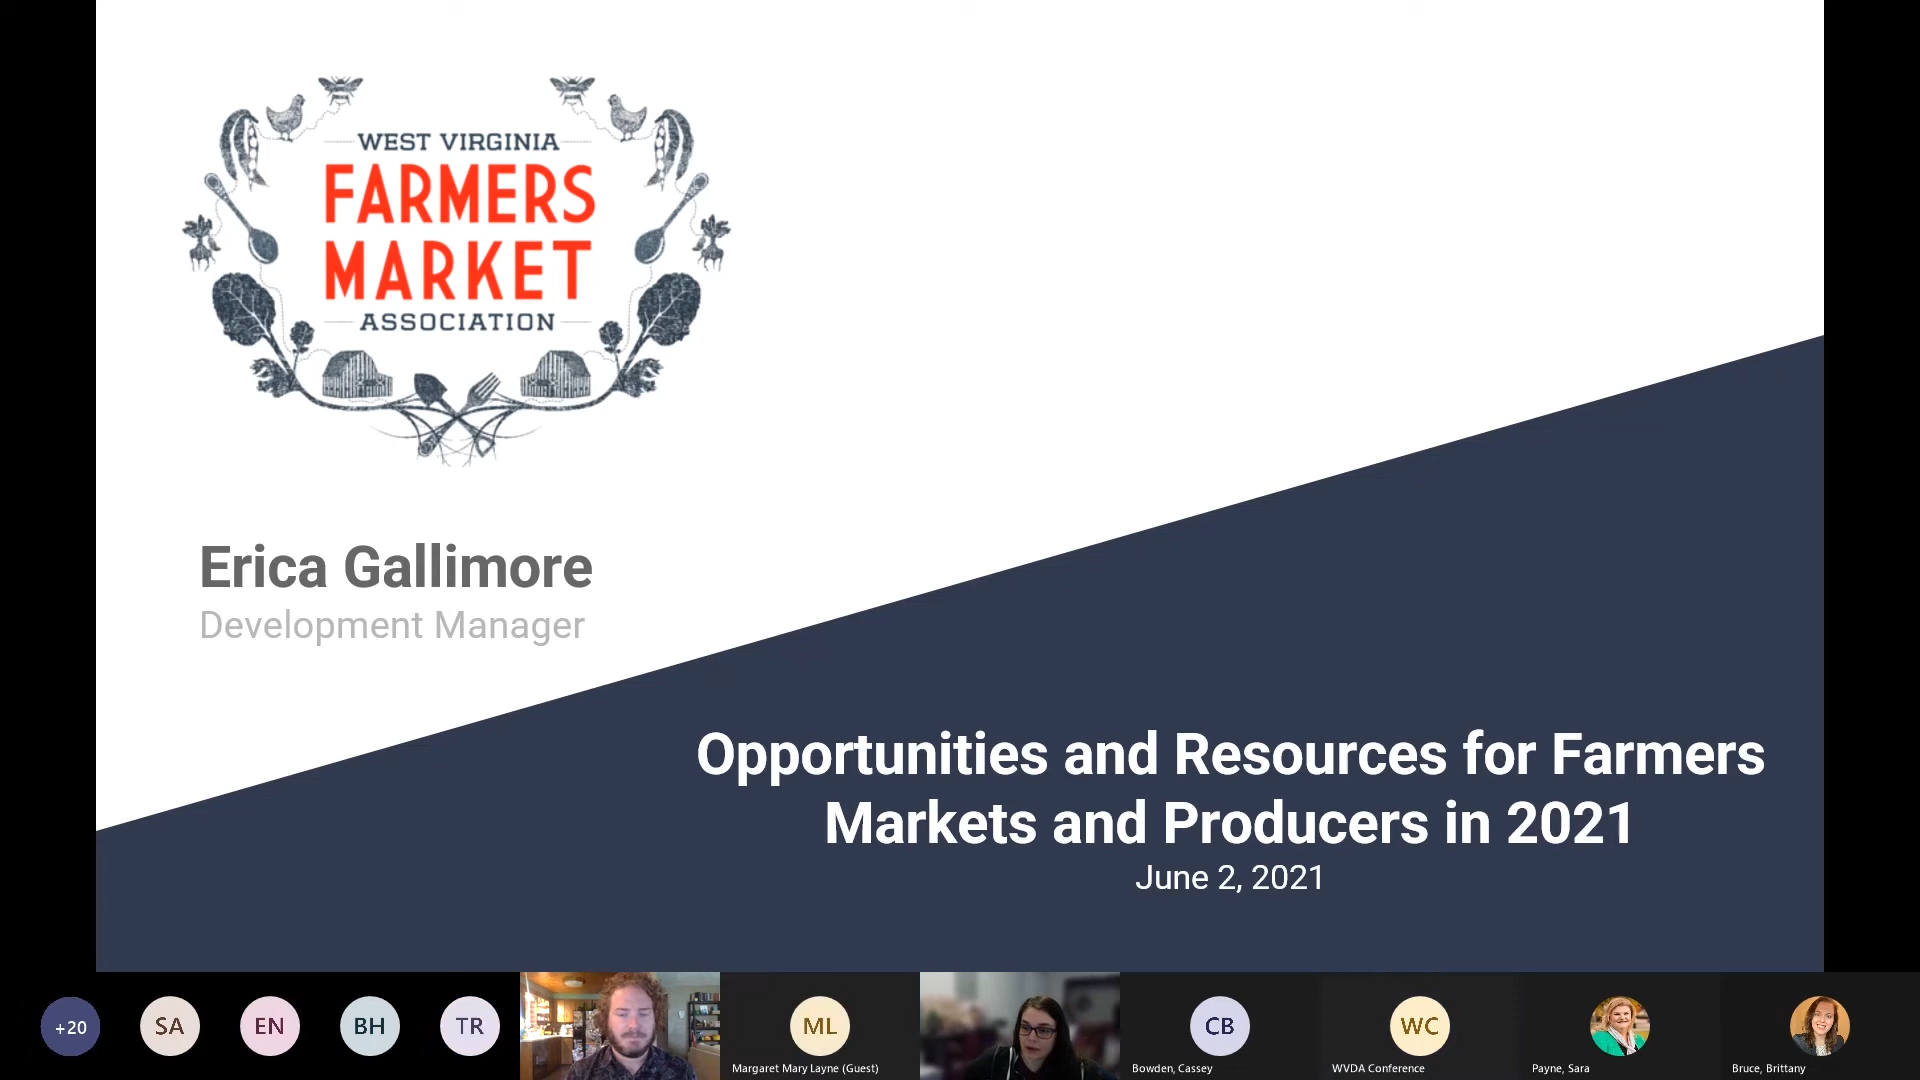 WEST VIRGINIA
FARMERS
MARKET
ASSOCIATION
Erica Gallimore
Development Manager
Opportunities and Resources for Farmers
Markets and Producers in 2021
June 2, 2021
+20
SA
EN
BH
TR
ML
Margaret Mary Layne (Guest)
CB
Bowden, Cassey
WC
WVDA Conference
Payne, Sara
Bruce, Brittany